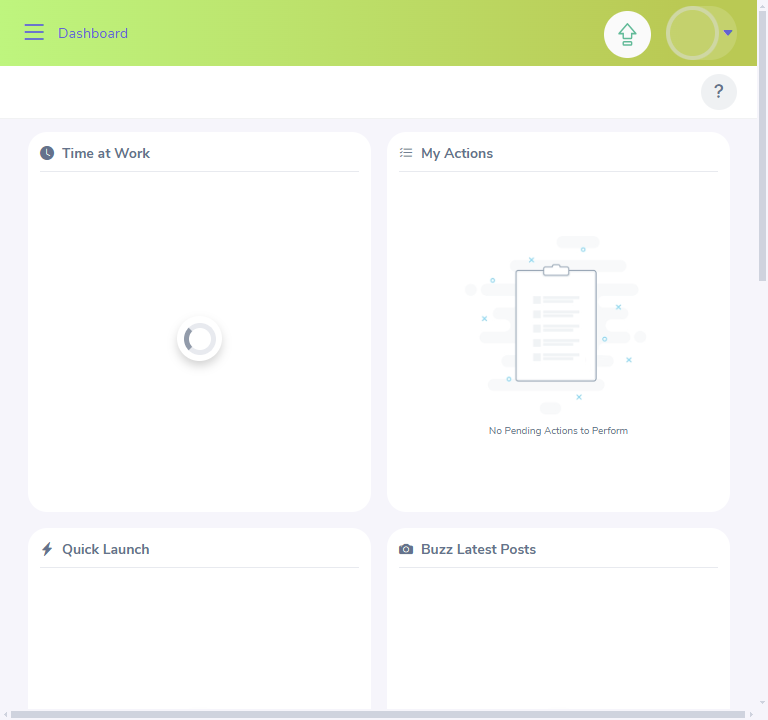 Dashboard
?
Time at Work
My Actions
No Pending Actions to Perform
Quick Launch
Buzz Latest Posts